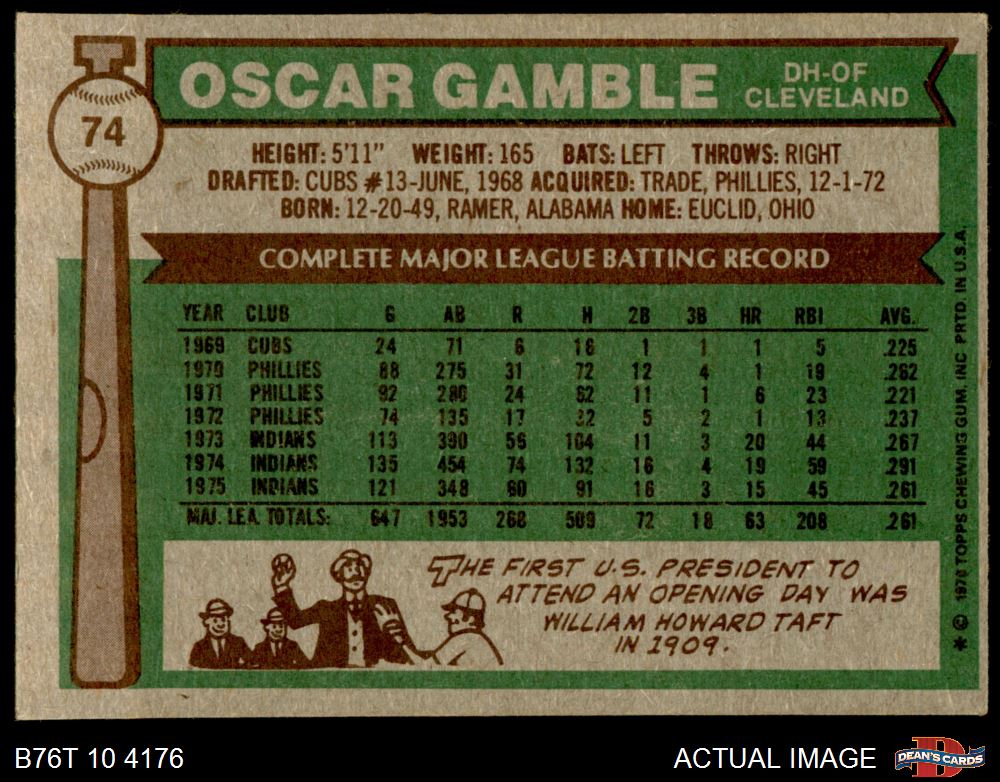 74
OSCAR GAMBLE
DH-OF
CLEVELAND
HEIGHT: 5'11" WEIGHT: 165 BATS: LEFT THROWS: RIGHT
DRAFTED: CUBS #13-JUNE, 1968 ACQUIRED: TRADE, PHILLIES, 12-1-72
BORN: 12-20-49, RAMER, ALABAMA HOME: EUCLID, OHIO
COMPLETE MAJOR LEAGUE BATTING RECORD
YEAR CLUB G AB R H 2B 3B HR RBI AVG.
1969 CUBS 24 71 6 16 1 1 1 5 .225
1970 PHILLIES 88 275 31 72 12 4 1 19 .262
1971 PHILLIES 92 280 24 62 11 1 6 23 .221
1972 PHILLIES 74 135 17 32 5 2 1 13 .237
1973 INDIANS 113 390 56 104 11 3 20 44 .267
1974 INDIANS 135 454 74 132 16 4 19 59 .291
1975 INDIANS 121 348 60 91 16 3 15 45 .261
MAJ. LEA. TOTALS: 647 1953 268 509 72 18 63 208 .261
THE FIRST U.S. PRESIDENT TO
ATTEND AN OPENING DAY WAS
WILLIAM HOWARD TAFT
IN 1909.
* © 1976 TOPPS CHEWING GUM, INC PRTD. IN U.S.A.
B76T 10 4176
ACTUAL IMAGE
D
DEAN'S CARDS